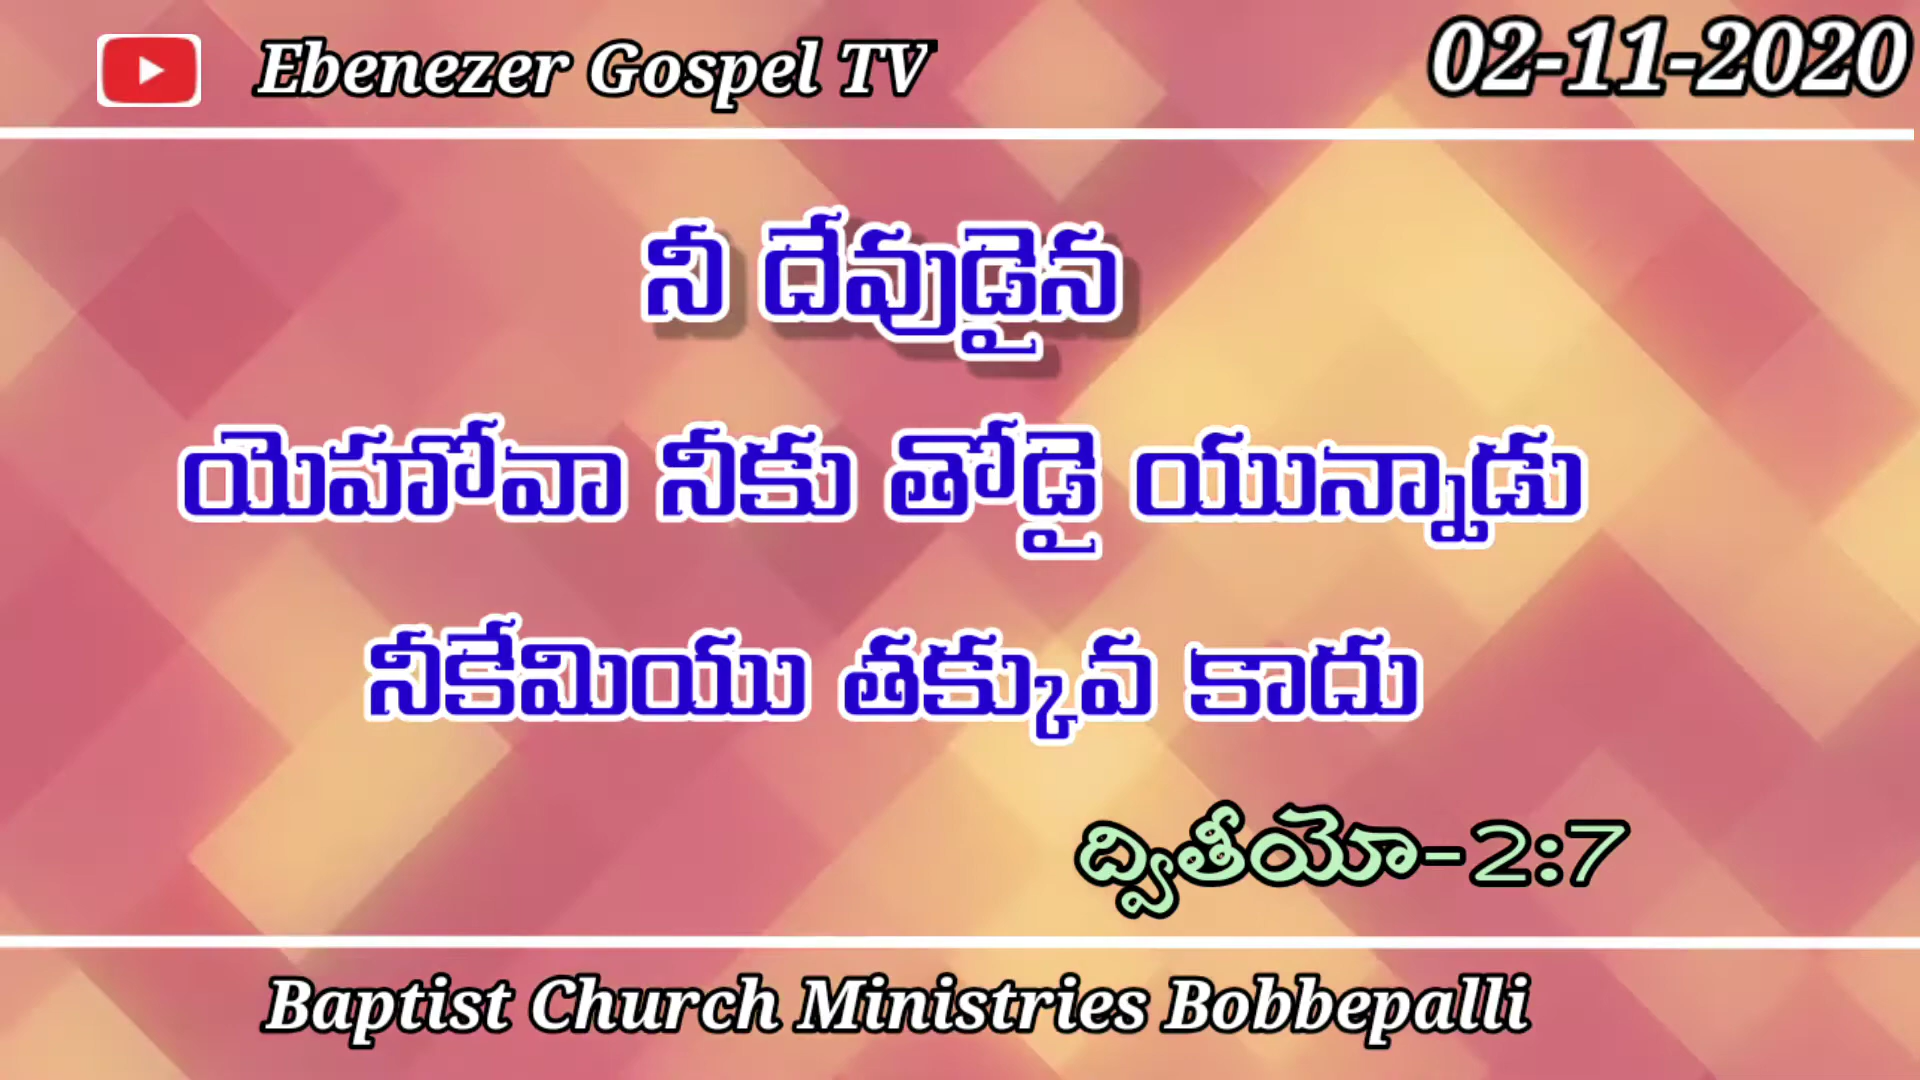 Ebenezer Gospel TV
02-11-2020
నీ దేవుడైన
యెహోవా నీకు తోడై యున్నాడు
నీకేమియు తక్కువ కాదు
ద్వితీయో-2:7
Baptist Church Ministries Bobbepalli